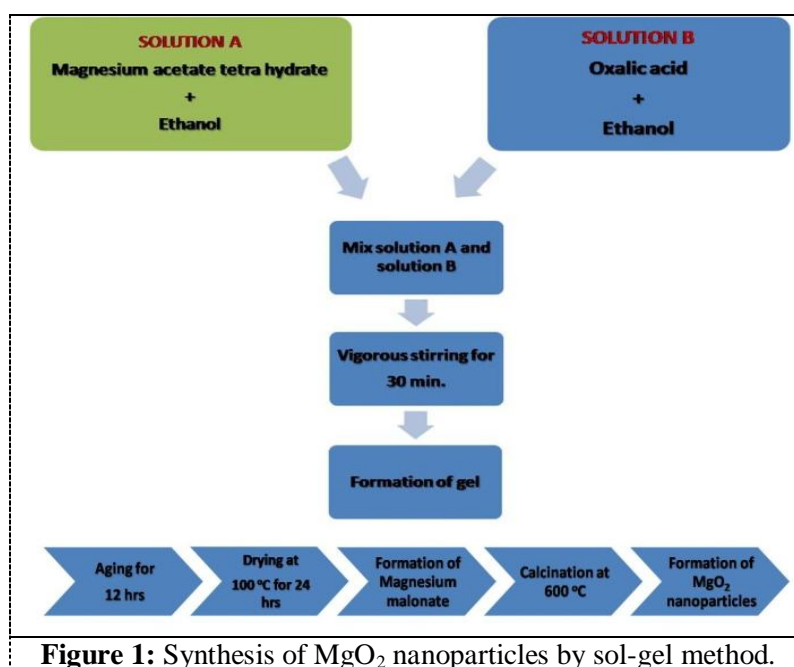 SOLUTION A
Magnesium acetate tetra hydrate
+
Ethanol
SOLUTION B
Oxalic acid
+
Ethanol
Mix solution A and
solution B
Vigorous stirring for
30 min.
Formation of gel
Aging for
12 hrs
Drying at
100 °C for 24
hrs
Formation of
Magnesium
malonate
Calcination at
600 °C
Formation of
MgO₂
nanoparticles
Figure 1: Synthesis of MgO₂ nanoparticles by sol-gel method.